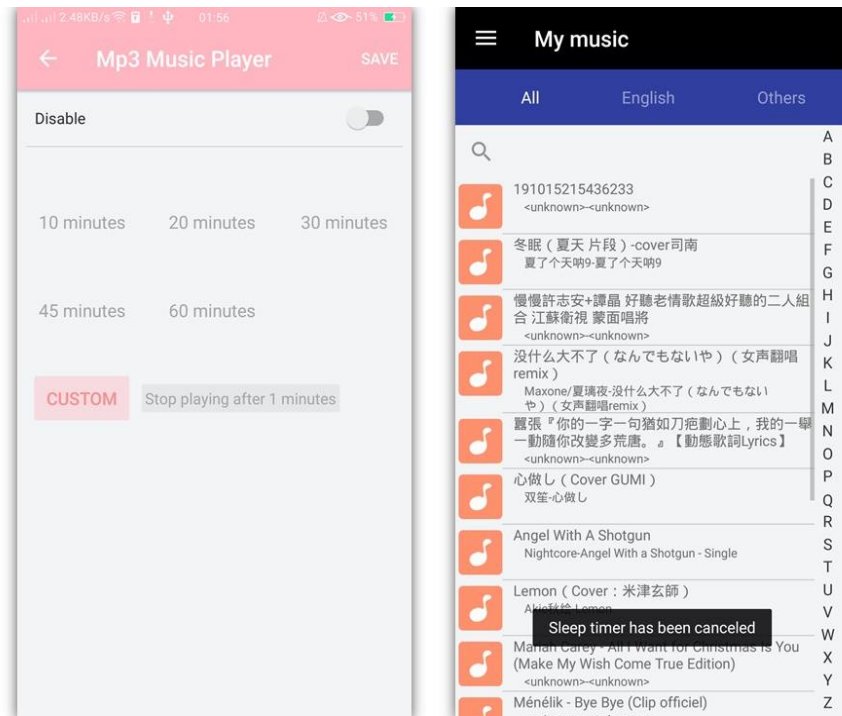 2.48KB/s 01:56 51%
Mp3 Music Player SAVE
Disable
10 minutes 20 minutes 30 minutes
45 minutes 60 minutes
CUSTOM Stop playing after 1 minutes
My music
All English Others
191015215436233
<unknown>-<unknown>
冬眠（夏天 片段）-cover司南
夏了个天呐9-夏了个天呐9
慢慢許志安+譚晶 好聽老情歌超級好聽的二人組
合 江蘇衛視 蒙面唱將
<unknown>-<unknown>
没什么大不了（なんでもないや）（女声翻唱
remix）
Maxone/夏璃夜-没什么大不了（なんでもない
や）（女声翻唱remix）
囂張『你的一字一句猶如刀疤劃心上，我的一舉
一動隨你改變多荒唐。』【動態歌詞Lyrics】
<unknown>-<unknown>
心做し（Cover GUMI）
双笙-心做し
Angel With A Shotgun
Nightcore-Angel With a Shotgun - Single
Lemon（Cover：米津玄師）
Lemon
Sleep timer has been canceled
Mariah Carey - All I Want for Christmas Is You
(Make My Wish Come True Edition)
<unknown>-<unknown>
Ménélik - Bye Bye (Clip officiel)
A
B
C
D
E
F
G
H
I
J
K
L
M
N
O
P
Q
R
S
T
U
V
W
X
Y
Z